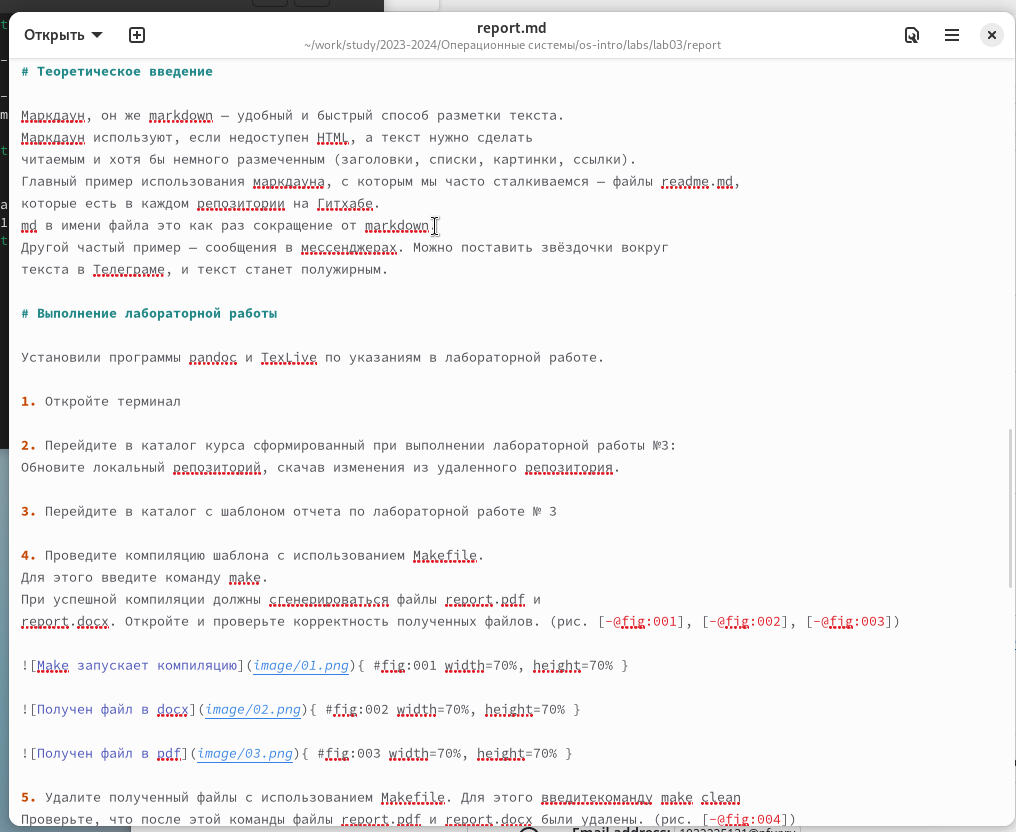 Открыть
report.md
~/work/study/2023-2024/Операционные системы/os-intro/labs/lab03/report
# Теоретическое введение
Маркдаун, он же markdown — удобный и быстрый способ разметки текста.
Маркдаун используют, если недоступен HTML, а текст нужно сделать
читаемым и хотя бы немного размеченным (заголовки, списки, картинки, ссылки).
Главный пример использования маркдауна, с которым мы часто сталкиваемся — файлы readme.md,
которые есть в каждом репозитории на Гитхабе.
md в имени файла это как раз сокращение от markdown.
Другой частый пример — сообщения в мессенджерах. Можно поставить звёздочки вокруг
текста в Телеграме, и текст станет полужирным.
# Выполнение лабораторной работы
Установили программы pandoc и TexLive по указаниям в лабораторной работе.
1. Откройте терминал
2. Перейдите в каталог курса сформированный при выполнении лабораторной работы №3:
Обновите локальный репозиторий, скачав изменения из удаленного репозитория.
3. Перейдите в каталог с шаблоном отчета по лабораторной работе № 3
4. Проведите компиляцию шаблона с использованием Makefile.
Для этого введите команду make.
При успешной компиляции должны сгенерироваться файлы report.pdf и
report.docx. Откройте и проверьте корректность полученных файлов. (рис. [-@fig:001], [-@fig:002], [-@fig:003])
![Make запускает компиляцию](image/01.png){ #fig:001 width=70%, height=70% }
![Получен файл в docx](image/02.png){ #fig:002 width=70%, height=70% }
![Получен файл в pdf](image/03.png){ #fig:003 width=70%, height=70% }
5. Удалите полученный файлы с использованием Makefile. Для этого введитекоманду make clean
Проверьте, что после этой команды файлы report.pdf и report.docx были удалены. (рис. [-@fig:004])